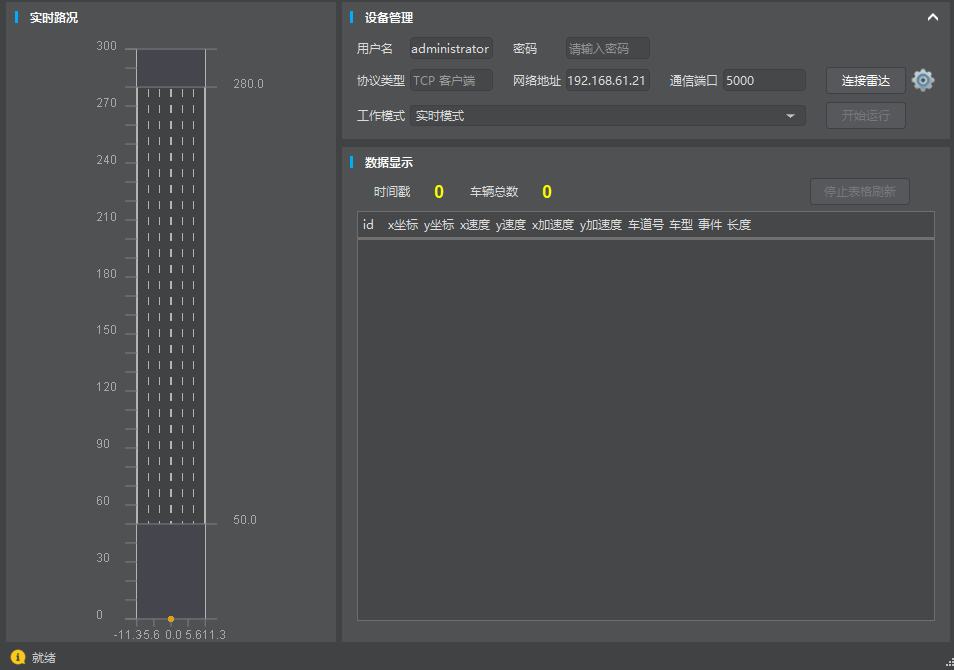 实时路况
300
280.0
270
240
210
180
150
120
90
60
50.0
30
0
-11.3 -5.6 0.0 5.6 11.3
设备管理
用户名 administrator 密码 请输入密码
协议类型 TCP 客户端 网络地址 192.168.61.21 通信端口 5000 连接雷达
工作模式 实时模式 开始运行
数据显示
时间戳 0 车辆总数 0 停止表格刷新
id x坐标 y坐标 x速度 y速度 x加速度 y加速度 车道号 车型 事件 长度
就绪